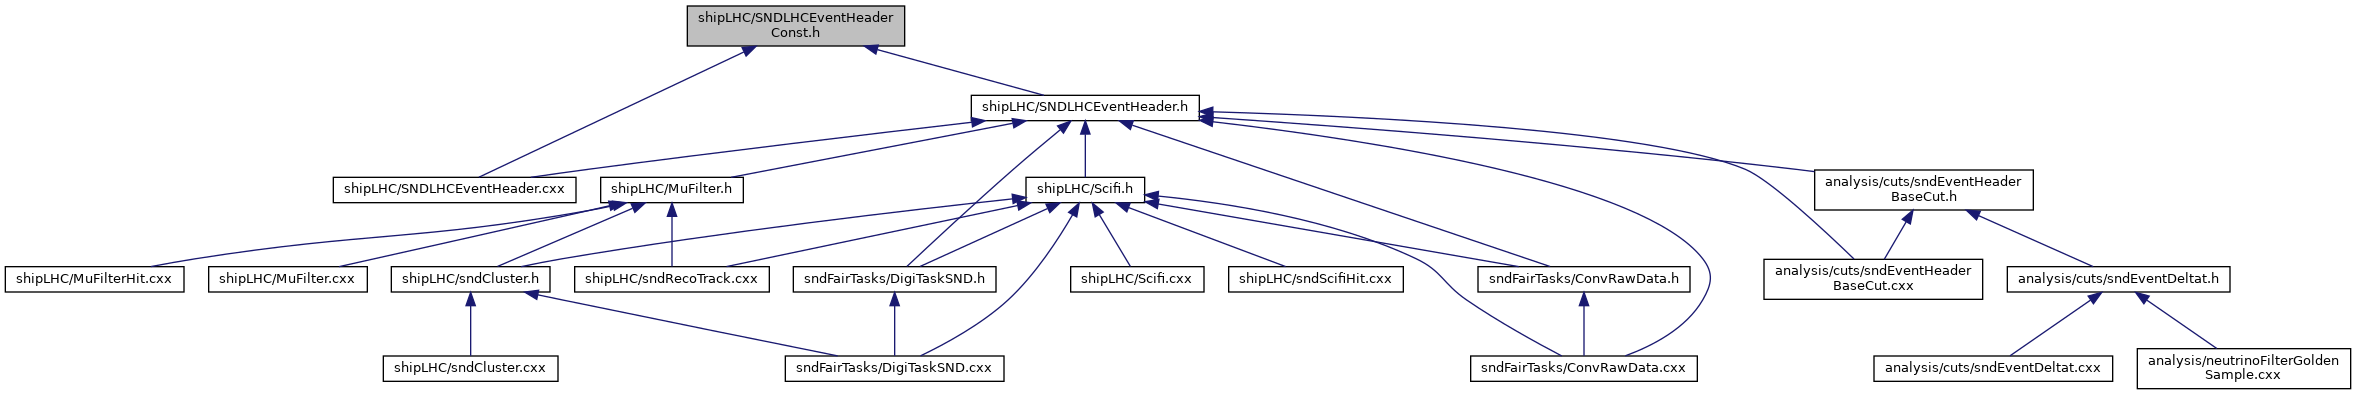 shipLHC/SNDLHCEventHeader
Const.h
shipLHC/SNDLHCEventHeader.h
shipLHC/SNDLHCEventHeader.cxx
shipLHC/MuFilter.h
shipLHC/Scifi.h
analysis/cuts/sndEventHeader
BaseCut.h
shipLHC/MuFilterHit.cxx
shipLHC/MuFilter.cxx
shipLHC/sndCluster.h
shipLHC/sndRecoTrack.cxx
sndFairTasks/DigiTaskSND.h
shipLHC/Scifi.cxx
shipLHC/sndScifiHit.cxx
sndFairTasks/ConvRawData.h
analysis/cuts/sndEventHeader
BaseCut.cxx
analysis/cuts/sndEventDeltat.h
shipLHC/sndCluster.cxx
sndFairTasks/DigiTaskSND.cxx
sndFairTasks/ConvRawData.cxx
analysis/cuts/sndEventDeltat.cxx
analysis/neutrinoFilterGolden
Sample.cxx